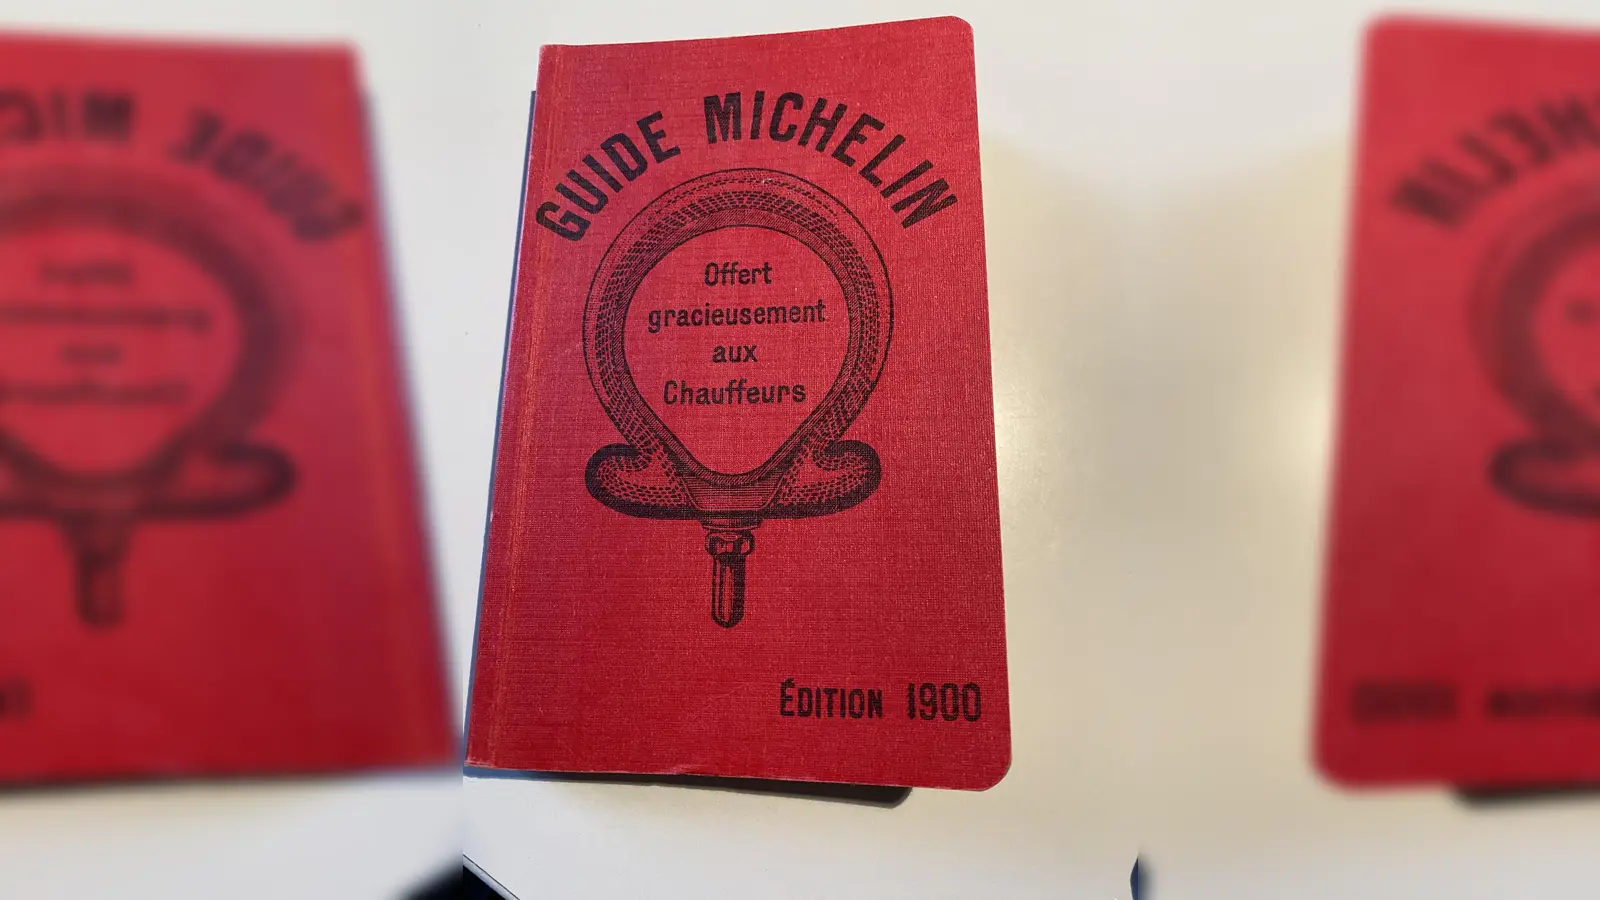 GUIDE MICHELIN
Offert
gracieusement
aux
Chauffeurs
ÉDITION 1900